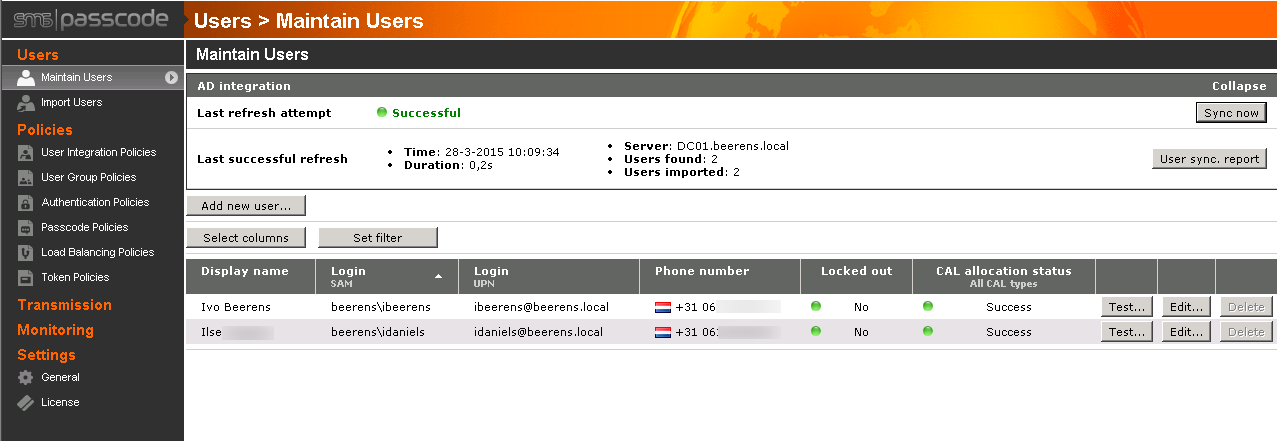 sms|passcode
Users > Maintain Users
Users
Maintain Users
Import Users
Policies
User Integration Policies
User Group Policies
Authentication Policies
Passcode Policies
Load Balancing Policies
Token Policies
Transmission
Monitoring
Settings
General
License
Maintain Users
AD integration Collapse
Last refresh attempt Successful Sync now
Last successful refresh
• Time: 28-3-2015 10:09:34
• Duration: 0,2s
• Server: DC01.beerens.local
• Users found: 2
• Users imported: 2
User sync. report
Add new user...
Select columns Set filter
Display name Login Login Phone number Locked out CAL allocation status
SAM UPN All CAL types
Ivo Beerens beerens\ibeerens ibeerens@beerens.local +31 06 No Success Test... Edit... Delete
Ilse beerens\idaniels idaniels@beerens.local +31 06 No Success Test... Edit... Delete